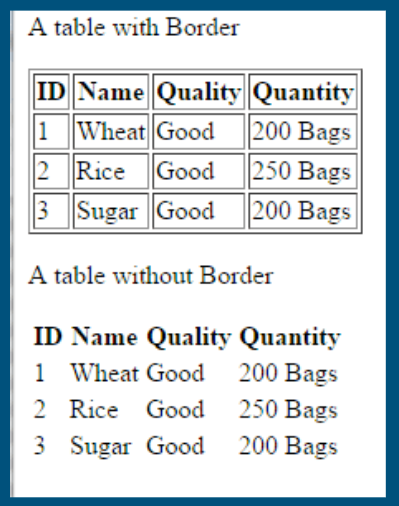 A table with Border
ID Name Quality Quantity
1 Wheat Good 200 Bags
2 Rice Good 250 Bags
3 Sugar Good 200 Bags
A table without Border
ID Name Quality Quantity
1 Wheat Good 200 Bags
2 Rice Good 250 Bags
3 Sugar Good 200 Bags